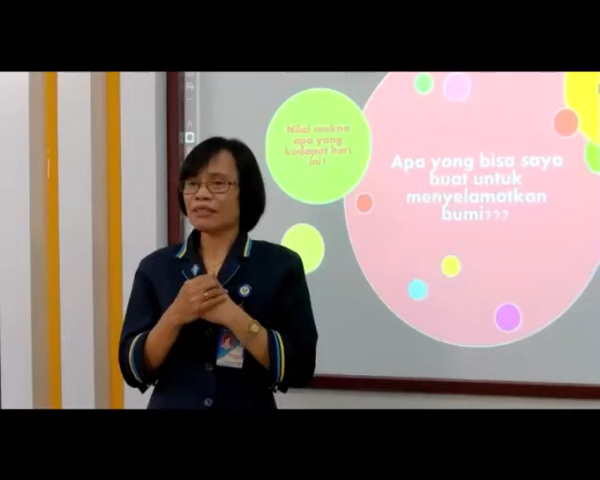 Nilai makna
apa yang
kudapat hari
ini?
Apa yang bisa saya
buat untuk
menyelamatkan
bumi???